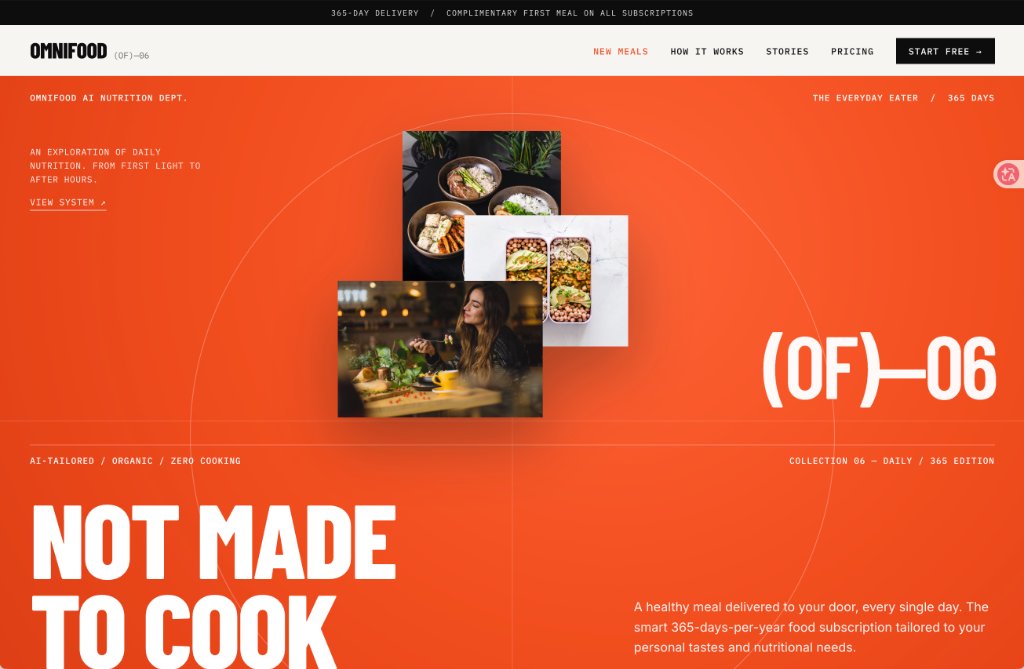 365-DAY DELIVERY / COMPLIMENTARY FIRST MEAL ON ALL SUBSCRIPTIONS
OMNIFOOD (OF)—06
NEW MEALS HOW IT WORKS STORIES PRICING START FREE →
OMNIFOOD AI NUTRITION DEPT.
THE EVERYDAY EATER / 365 DAYS
AN EXPLORATION OF DAILY
NUTRITION. FROM FIRST LIGHT TO
AFTER HOURS.
VIEW SYSTEM ↗
(OF)—06
AI-TAILORED / ORGANIC / ZERO COOKING
COLLECTION 06 — DAILY / 365 EDITION
NOT MADE
TO COOK
A healthy meal delivered to your door, every single day. The
smart 365-days-per-year food subscription tailored to your
personal tastes and nutritional needs.